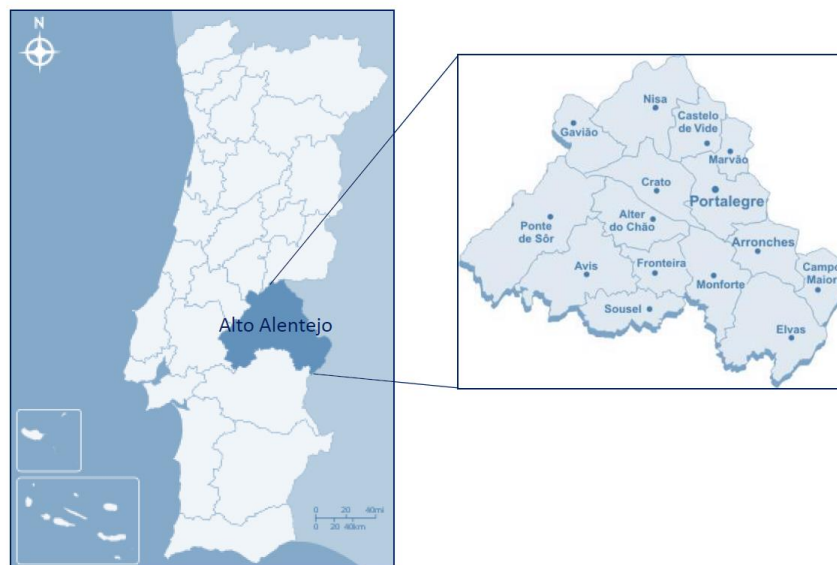 N
Alto Alentejo
0 20 40mi
0 20 40km
Nisa
Gavião
Castelo
de Vide
Marvão
Crato
Portalegre
Alter
do Chão
Ponte
de Sôr
Arronches
Avis
Fronteira
Monforte
Campo
Maior
Sousel
Elvas